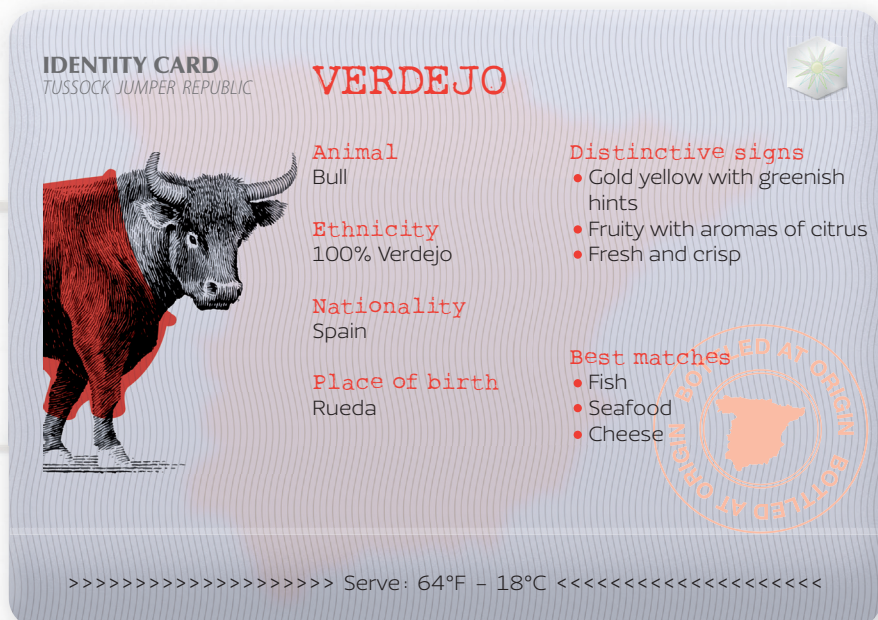 IDENTITY CARD
TUSSOCK JUMPER REPUBLIC
VERDEJO
Animal
Bull
Ethnicity
100% Verdejo
Nationality
Spain
Place of birth
Rueda
Distinctive signs
• Gold yellow with greenish
hints
• Fruity with aromas of citrus
• Fresh and crisp
Best matches
• Fish
• Seafood
• Cheese
BOTTLED AT ORIGIN BOTTLED AT ORIGIN
>>>>>>>>>>>>>>>>>>>> Serve: 64°F – 18°C <<<<<<<<<<<<<<<<<<<<